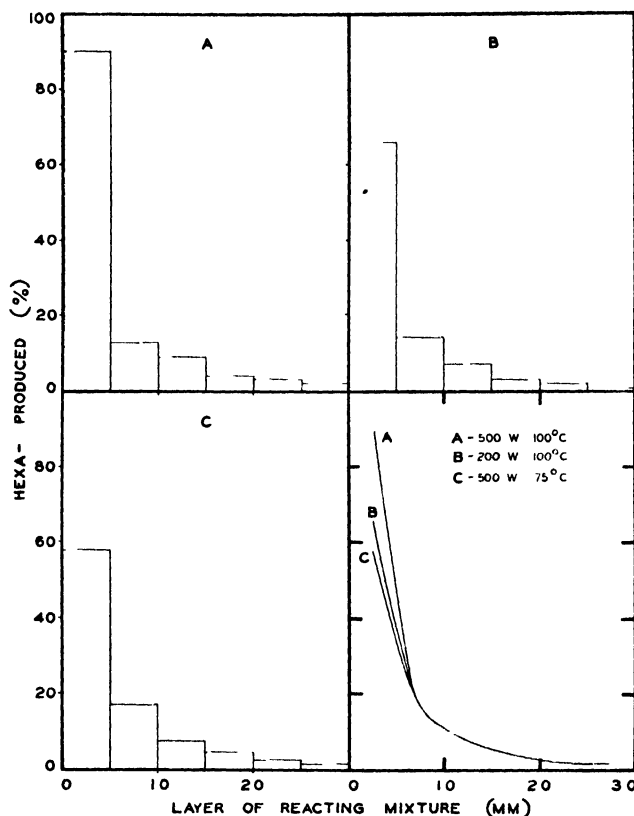 100
A
B
80
60
40
20
0
HEXA- PRODUCED (%)
C
80
60
40
20
0
A
B
C
A - 500 W 100°C
B - 200 W 100°C
C - 500 W 75°C
0 10 20 30 0 10 20 30
LAYER OF REACTING MIXTURE (MM)